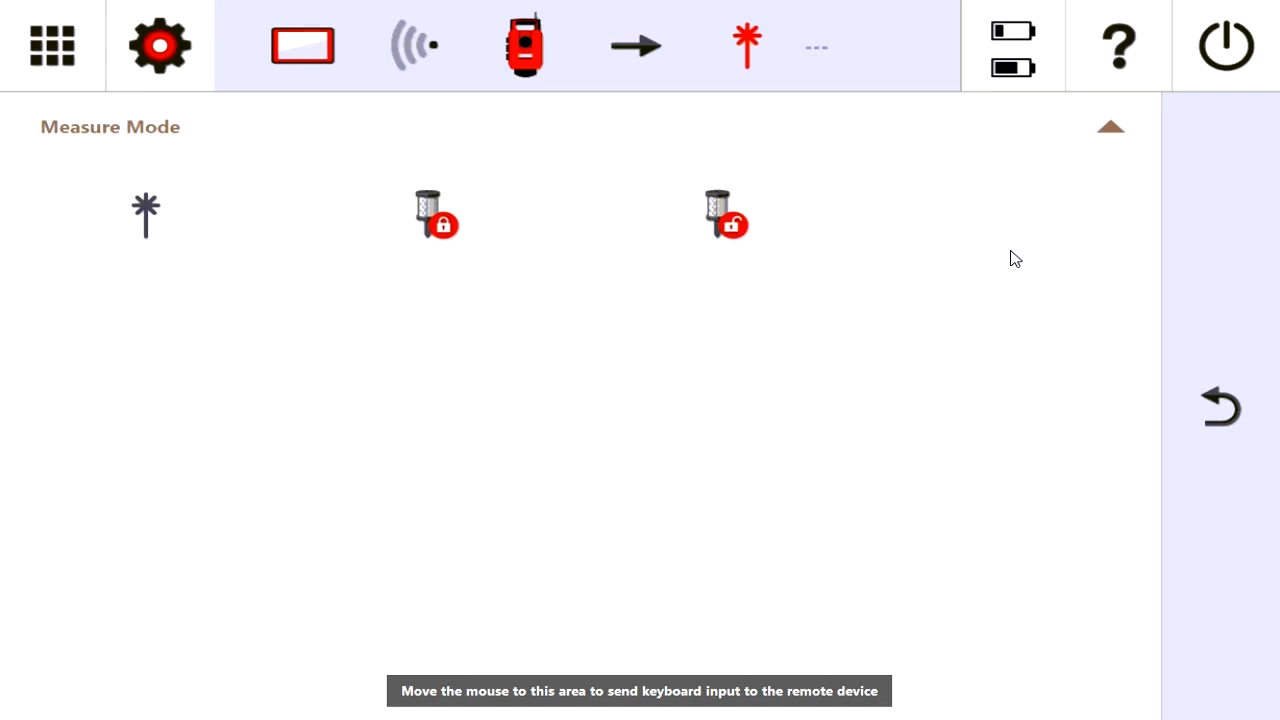 ---
?
Measure Mode
Move the mouse to this area to send keyboard input to the remote device